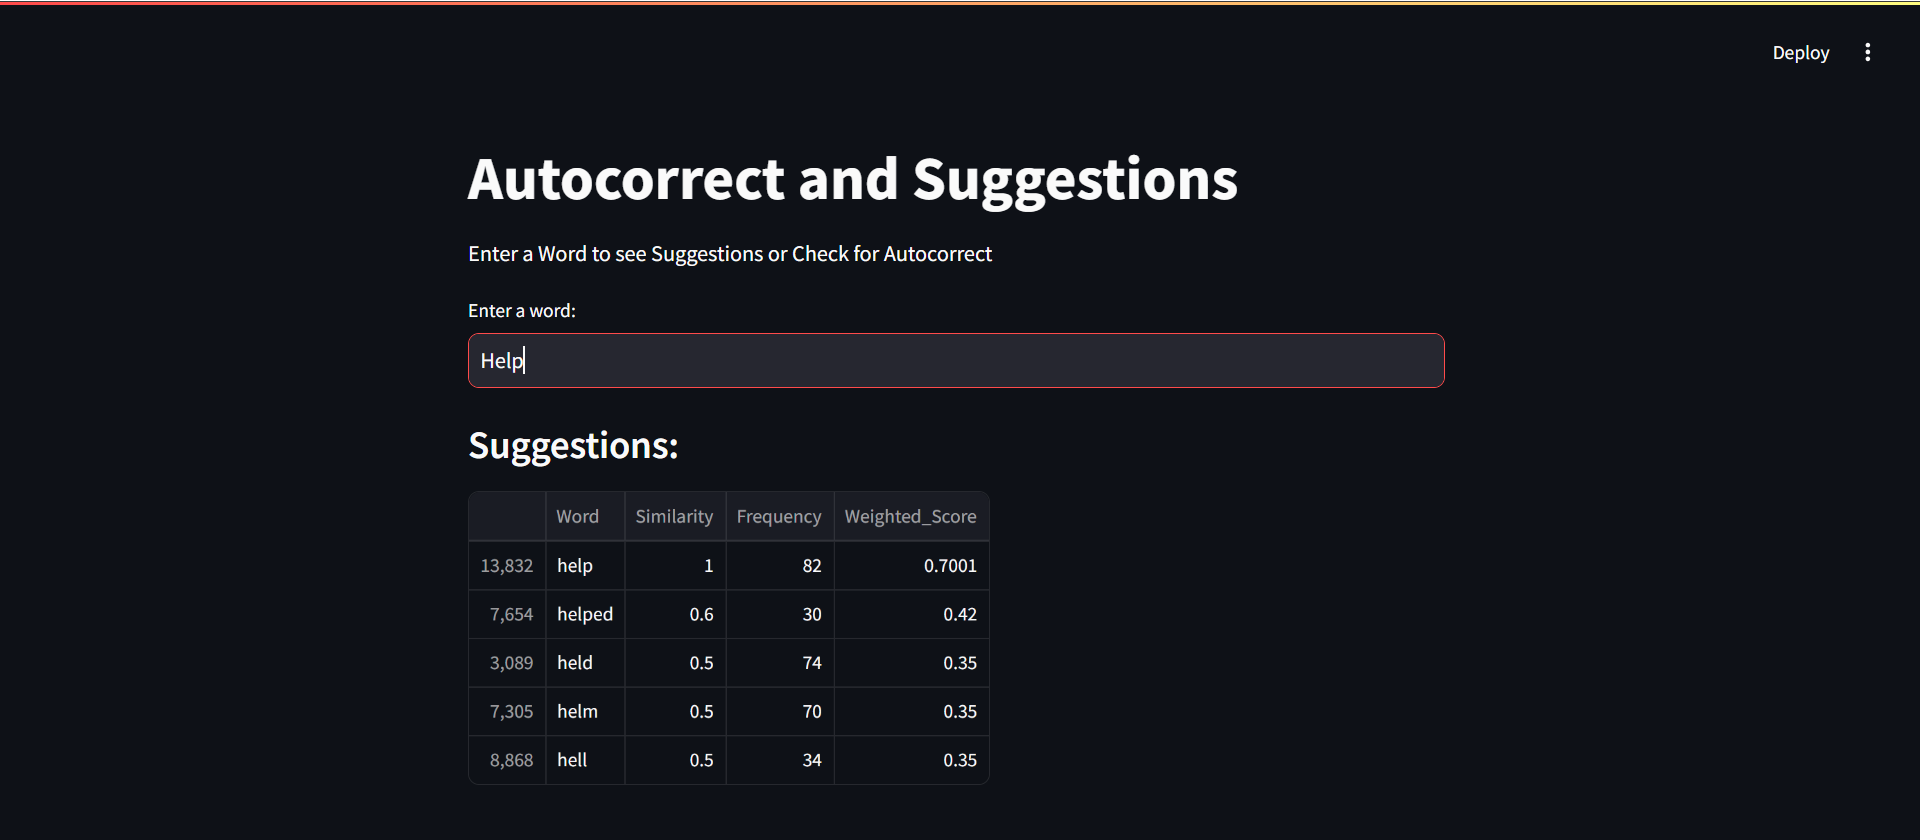 Deploy
Autocorrect and Suggestions
Enter a Word to see Suggestions or Check for Autocorrect
Enter a word:
Help
Suggestions:
Word Similarity Frequency Weighted_Score
13,832 help 1 82 0.7001
7,654 helped 0.6 30 0.42
3,089 held 0.5 74 0.35
7,305 helm 0.5 70 0.35
8,868 hell 0.5 34 0.35